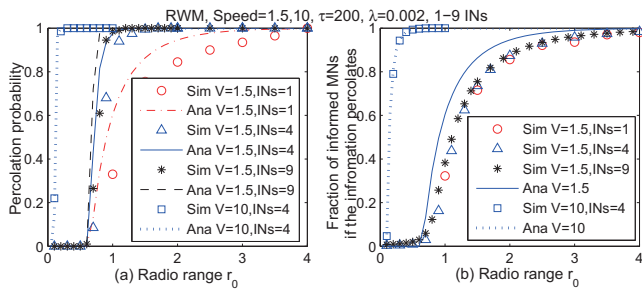 RWM, Speed=1.5,10, τ=200, λ=0.002, 1-9 INs
Percolation probability
1
0.8
0.6
0.4
0.2
0
0
1
2
3
4
Sim V=1.5,INs=1
Ana V=1.5,INs=1
Sim V=1.5,INs=4
Ana V=1.5,INs=4
Sim V=1.5,INs=9
Ana V=1.5,INs=9
Sim V=10,INs=4
Ana V=10,INs=4
(a) Radio range r0
Fraction of informed MNs
if the infromation percolates
1
0.8
0.6
0.4
0.2
0
0
1
2
3
4
Sim V=1.5,INs=1
Sim V=1.5,INs=4
Sim V=1.5,INs=9
Ana V=1.5
Sim V=10,INs=4
Ana V=10
(b) Radio range r0